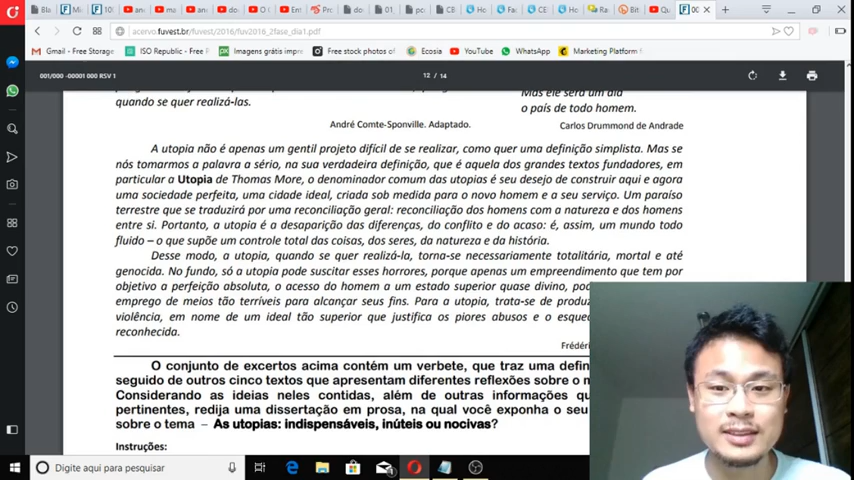 acervo.fuvest.br/fuvest/2016/fuv2016_2fase_dia1.pdf
Gmail - Free Storage
ISO Republic - Free P
Imagens grátis impre
Free stock photos of
Ecosia
YouTube
WhatsApp
Marketing Platform
001/000 -00001 000 RSV 1
12 / 14
quando se quer realizá-las.
Mas ele será um dia
o país de todo homem.
André Comte-Sponville. Adaptado.
Carlos Drummond de Andrade
A utopia não é apenas um gentil projeto difícil de se realizar, como quer uma definição simplista. Mas se
nós tomarmos a palavra a sério, na sua verdadeira definição, que é aquela dos grandes textos fundadores, em
particular a Utopia de Thomas More, o denominador comum das utopias é seu desejo de construir aqui e agora
uma sociedade perfeita, uma cidade ideal, criada sob medida para o novo homem e a seu serviço. Um paraíso
terrestre que se traduzirá por uma reconciliação geral: reconciliação dos homens com a natureza e dos homens
entre si. Portanto, a utopia é a desaparição das diferenças, do conflito e do acaso: é, assim, um mundo todo
fluido – o que supõe um controle total das coisas, dos seres, da natureza e da história.
Desse modo, a utopia, quando se quer realizá-la, torna-se necessariamente totalitária, mortal e até
genocida. No fundo, só a utopia pode suscitar esses horrores, porque apenas um empreendimento que tem por
objetivo a perfeição absoluta, o acesso do homem a um estado superior quase divino, pod
emprego de meios tão terríveis para alcançar seus fins. Para a utopia, trata-se de produz
violência, em nome de um ideal tão superior que justifica os piores abusos e o esque
reconhecida.
Frédéri
O conjunto de excertos acima contém um verbete, que traz uma defin
seguido de outros cinco textos que apresentam diferentes reflexões sobre o m
Considerando as ideias neles contidas, além de outras informações qu
pertinentes, redija uma dissertação em prosa, na qual você exponha o seu
sobre o tema – As utopias: indispensáveis, inúteis ou nocivas?
Instruções:
Digite aqui para pesquisar